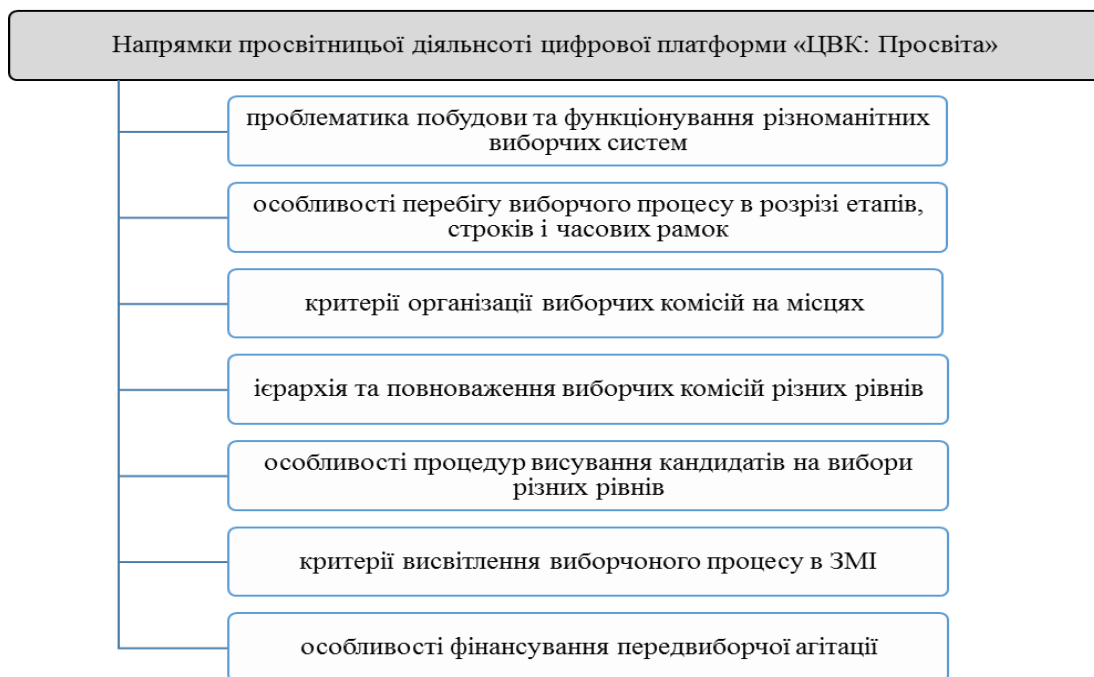 Напрямки просвітницької діяльнсоті цифрової платформи «ЦВК: Просвіта»
проблематика побудови та функціонування різноманітних
виборчих систем
особливості перебігу виборчого процесу в розрізі етапів,
строків і часових рамок
критерії організації виборчих комісій на місцях
ієрархія та повноваження виборчих комісій різних рівнів
особливості процедур висування кандидатів на вибори
різних рівнів
критерії висвітлення виборчоного процесу в ЗМІ
особливості фінансування передвиборчої агітації